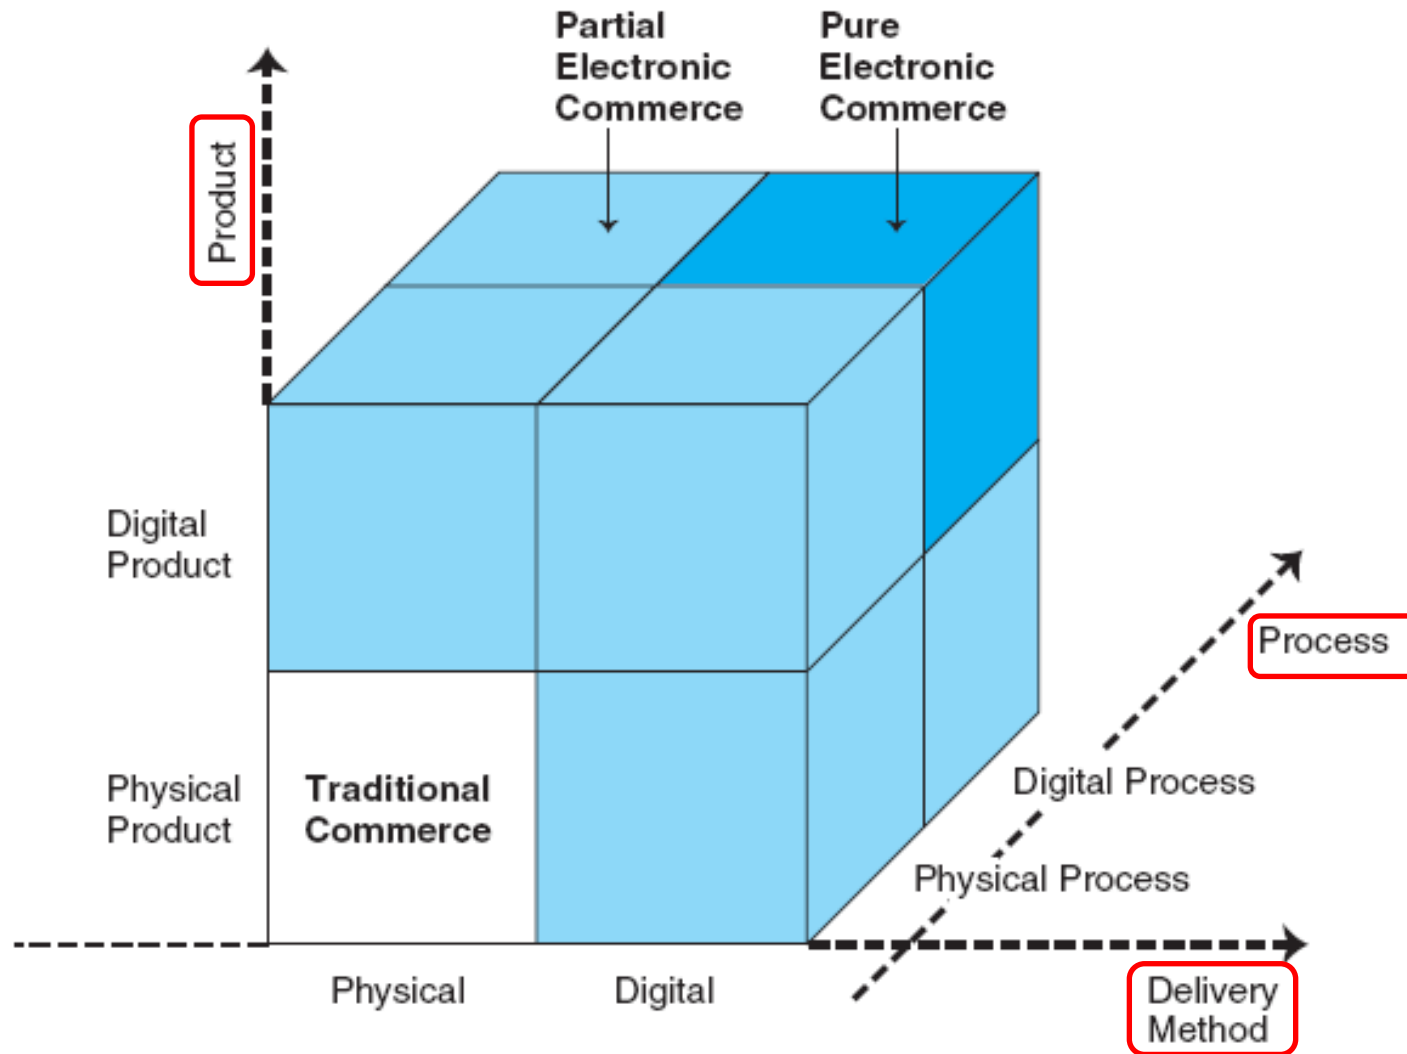 Partial
Electronic
Commerce
Pure
Electronic
Commerce
Product
Digital
Product
Process
Physical
Product
Traditional
Commerce
Digital Process
Physical Process
Physical
Digital
Delivery
Method